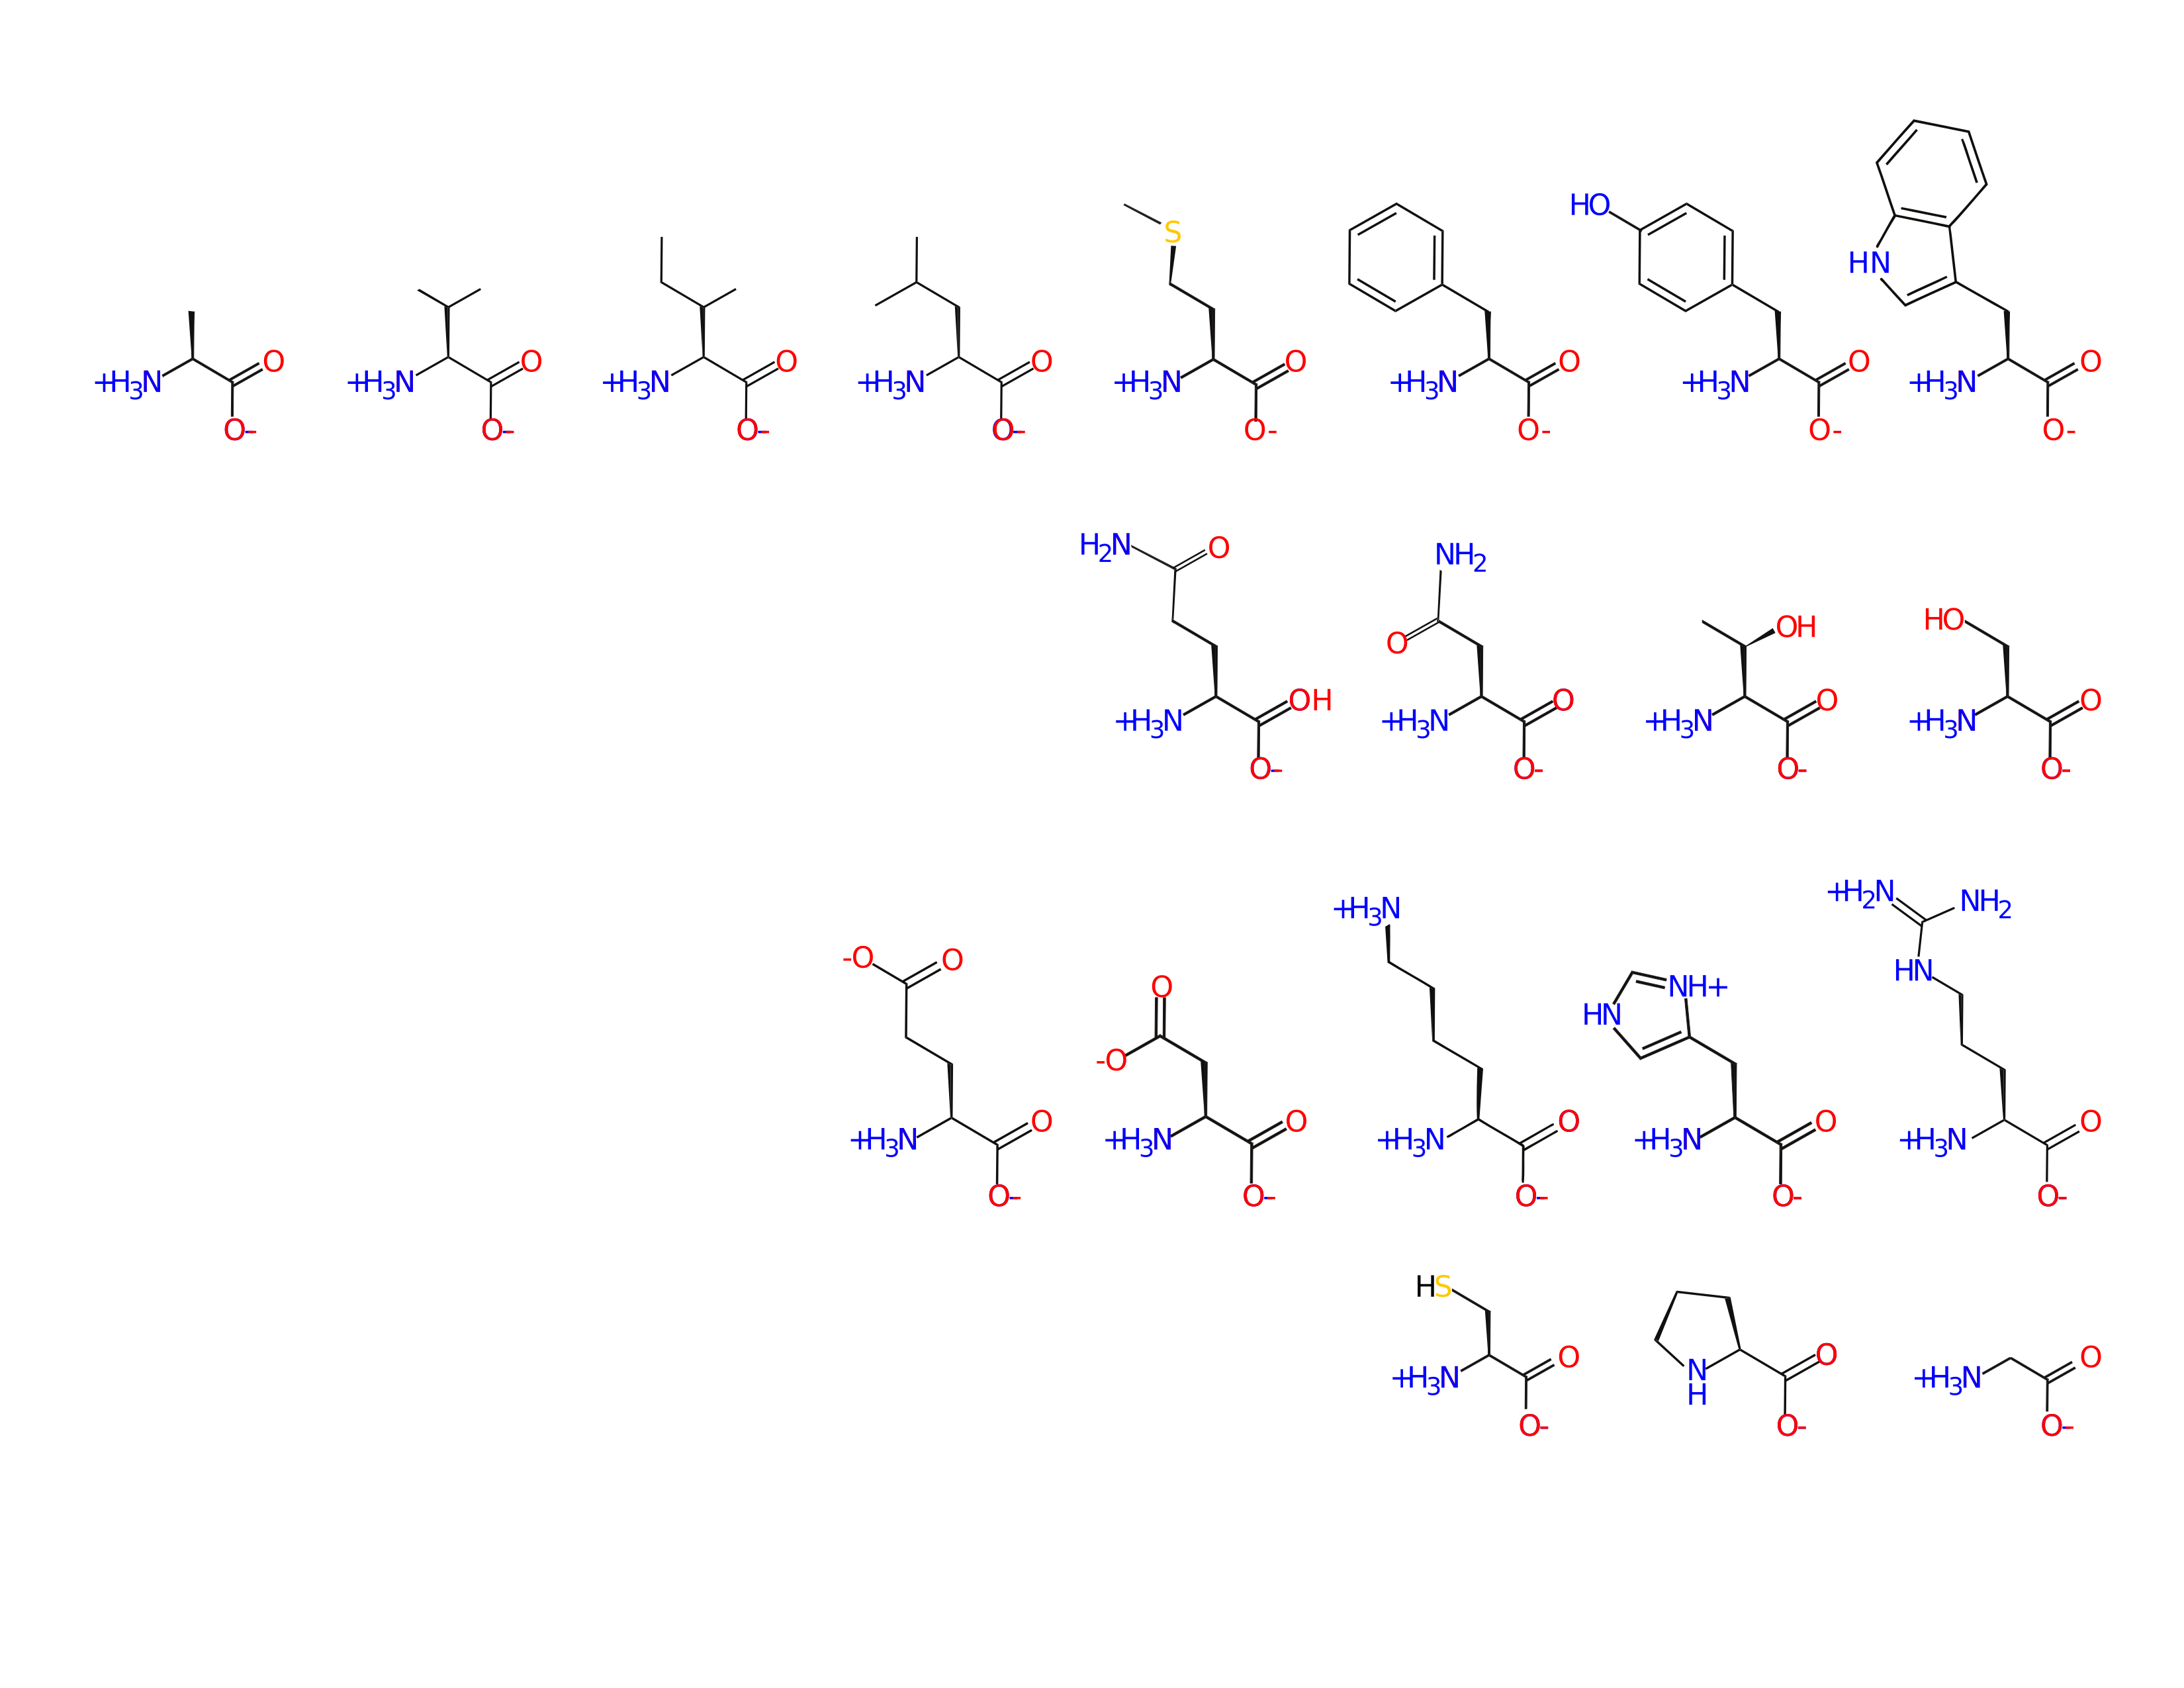 HO
S
HN
+H3N O +H3N O +H3N O +H3N O +H3N O +H3N O +H3N O +H3N O
O- O- O- O- O- O- O- O-
H2N O NH2
O OH HO
+H3N OH +H3N O +H3N O +H3N O
O- O- O- O-
+H2N NH2
+H3N
-O O O NH+ HN
-O HN
+H3N O +H3N O +H3N O +H3N O +H3N O
O- O- O- O- O-
HS
+H3N O N H O +H3N O
O- O- O-